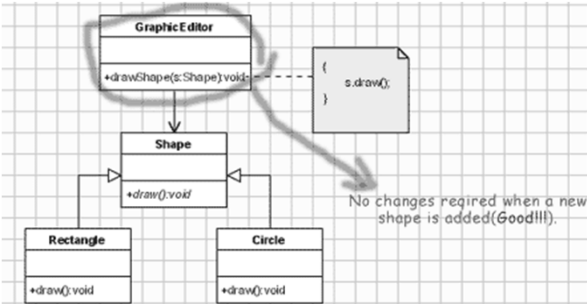 GraphicEditor
+drawShape(s:Shape):void
{
s.draw();
}
Shape
+draw():void
No changes reqired when a new
shape is added(Good!!!).
Rectangle
+draw():void
Circle
+draw():void